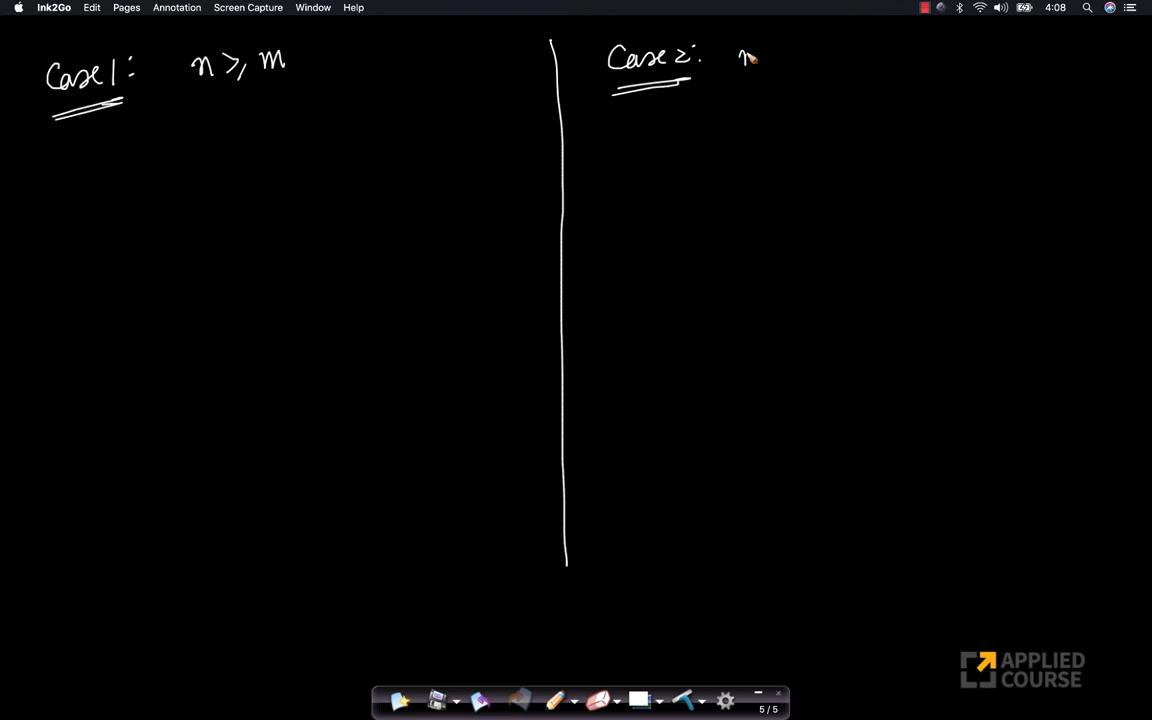 Ink2Go Edit Pages Annotation Screen Capture Window Help 4:08
Case 1: n ≥ m
Case 2: n
APPLIED
COURSE
5 / 5